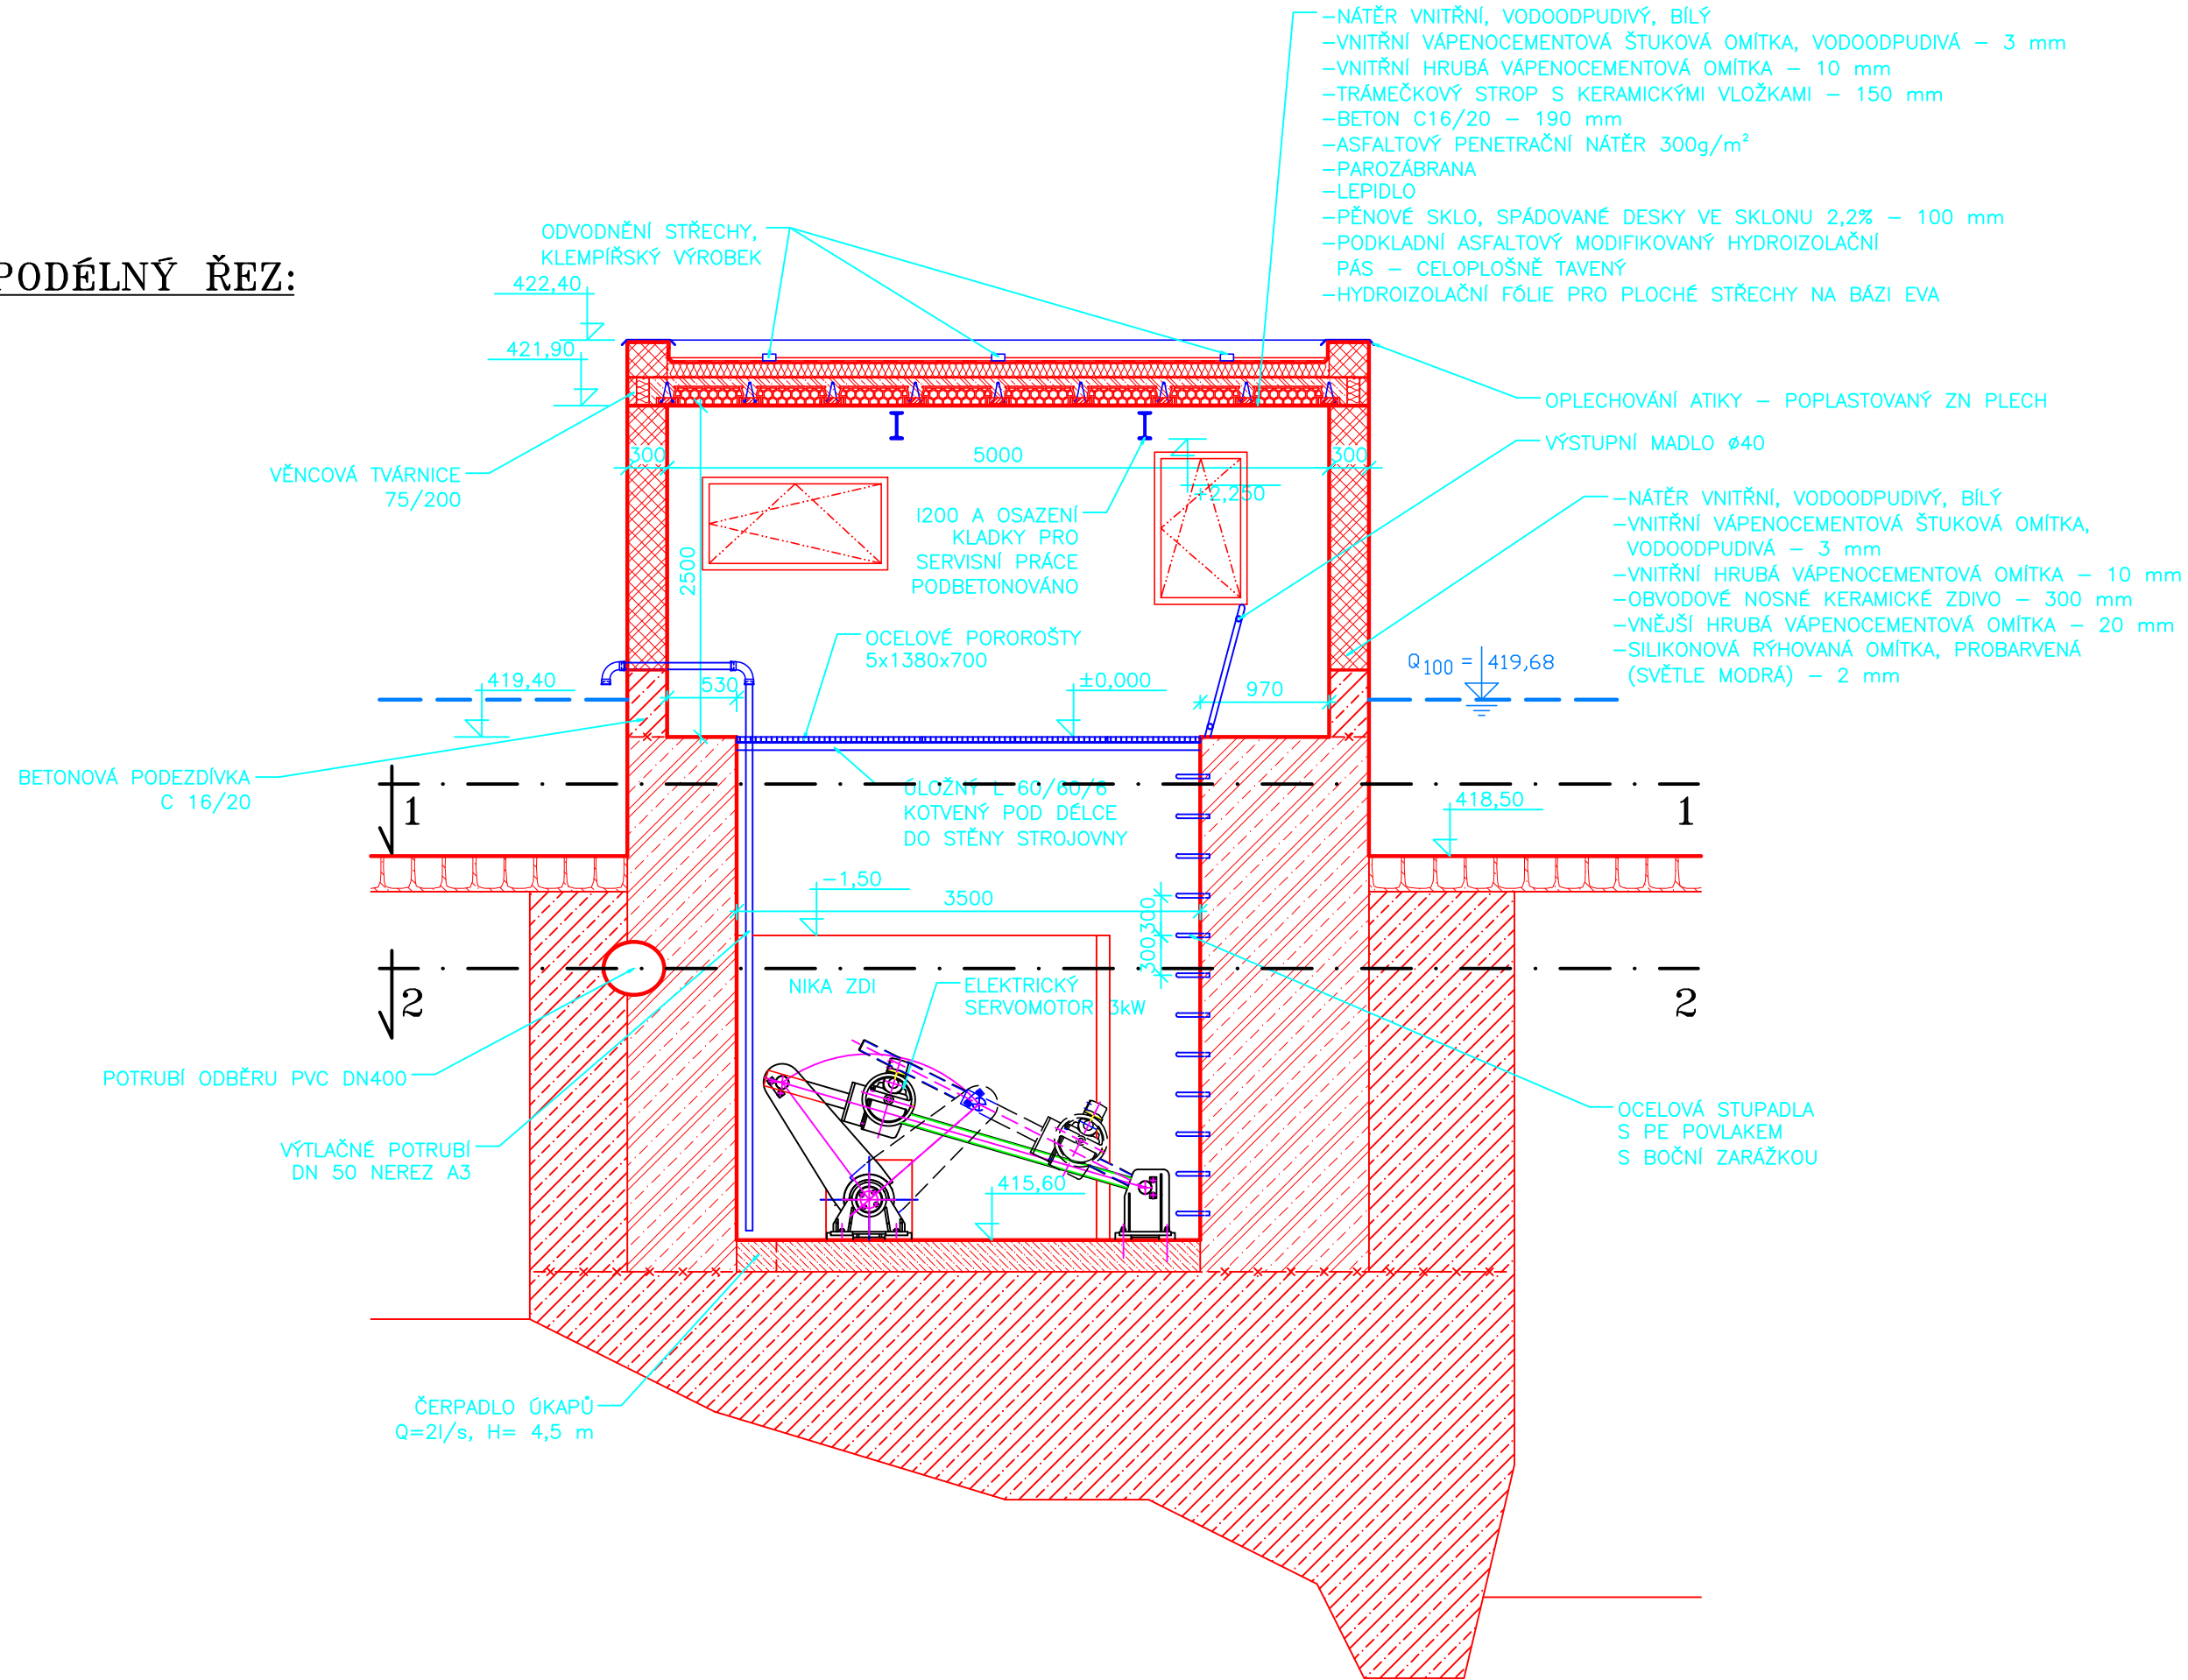 PODÉLNÝ ŘEZ:
–NÁTĚR VNITŘNÍ, VODOODPUDIVÝ, BÍLÝ
–VNITŘNÍ VÁPENOCEMENTOVÁ ŠTUKOVÁ OMÍTKA, VODOODPUDIVÁ – 3 mm
–VNITŘNÍ HRUBÁ VÁPENOCEMENTOVÁ OMÍTKA – 10 mm
–TRÁMEČKOVÝ STROP S KERAMICKÝMI VLOŽKAMI – 150 mm
–BETON C16/20 – 190 mm
–ASFALTOVÝ PENETRAČNÍ NÁTĚR 300g/m²
–PAROZÁBRANA
–LEPIDLO
–PĚNOVÉ SKLO, SPÁDOVANÉ DESKY VE SKLONU 2,2% – 100 mm
–PODKLADNÍ ASFALTOVÝ MODIFIKOVANÝ HYDROIZOLAČNÍ
PÁS – CELOPLOŠNĚ TAVENÝ
–HYDROIZOLAČNÍ FÓLIE PRO PLOCHÉ STŘECHY NA BÁZI EVA
ODVODNĚNÍ STŘECHY,
KLEMPÍŘSKÝ VÝROBEK
422,40
421,90
OPLECHOVÁNÍ ATIKY – POPLASTOVANÝ ZN PLECH
VÝSTUPNÍ MADLO ø40
300
5000
300
VĚNCOVÁ TVÁRNICE
75/200
+2,250
–NÁTĚR VNITŘNÍ, VODOODPUDIVÝ, BÍLÝ
–VNITŘNÍ VÁPENOCEMENTOVÁ ŠTUKOVÁ OMÍTKA,
VODOODPUDIVÁ – 3 mm
–VNITŘNÍ HRUBÁ VÁPENOCEMENTOVÁ OMÍTKA – 10 mm
–OBVODOVÉ NOSNÉ KERAMICKÉ ZDIVO – 300 mm
–VNĚJŠÍ HRUBÁ VÁPENOCEMENTOVÁ OMÍTKA – 20 mm
–SILIKONOVÁ RÝHOVANÁ OMÍTKA, PROBARVENÁ
(SVĚTLE MODRÁ) – 2 mm
I200 A OSAZENÍ
KLADKY PRO
SERVISNÍ PRÁCE
PODBETONOVÁNO
2500
OCELOVÉ POROROŠTY
5x1380x700
Q100 = 419,68
419,40
530
±0,000
970
BETONOVÁ PODEZDÍVKA
C 16/20
ÚLOŽNÝ L 60/60/6
KOTVENÝ POD DÉLCE
DO STĚNY STROJOVNY
1
1
418,50
–1,50
3500
300
300
NIKA ZDI
ELEKTRICKÝ
SERVOMOTOR 3kW
2
2
POTRUBÍ ODBĚRU PVC DN400
OCELOVÁ STUPADLA
S PE POVLAKEM
S BOČNÍ ZARÁŽKOU
VÝTLAČNÉ POTRUBÍ
DN 50 NEREZ A3
415,60
ČERPADLO ÚKAPŮ
Q=2l/s, H= 4,5 m